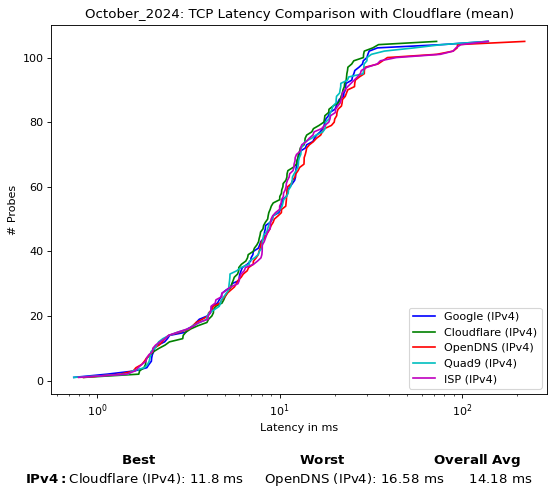 October_2024: TCP Latency Comparison with Cloudflare (mean)
100
80
60
40
20
0
# Probes
10⁰ 10¹ 10²
Latency in ms
Google (IPv4)
Cloudflare (IPv4)
OpenDNS (IPv4)
Quad9 (IPv4)
ISP (IPv4)
Best Worst Overall Avg
IPv4: Cloudflare (IPv4): 11.8 ms OpenDNS (IPv4): 16.58 ms 14.18 ms